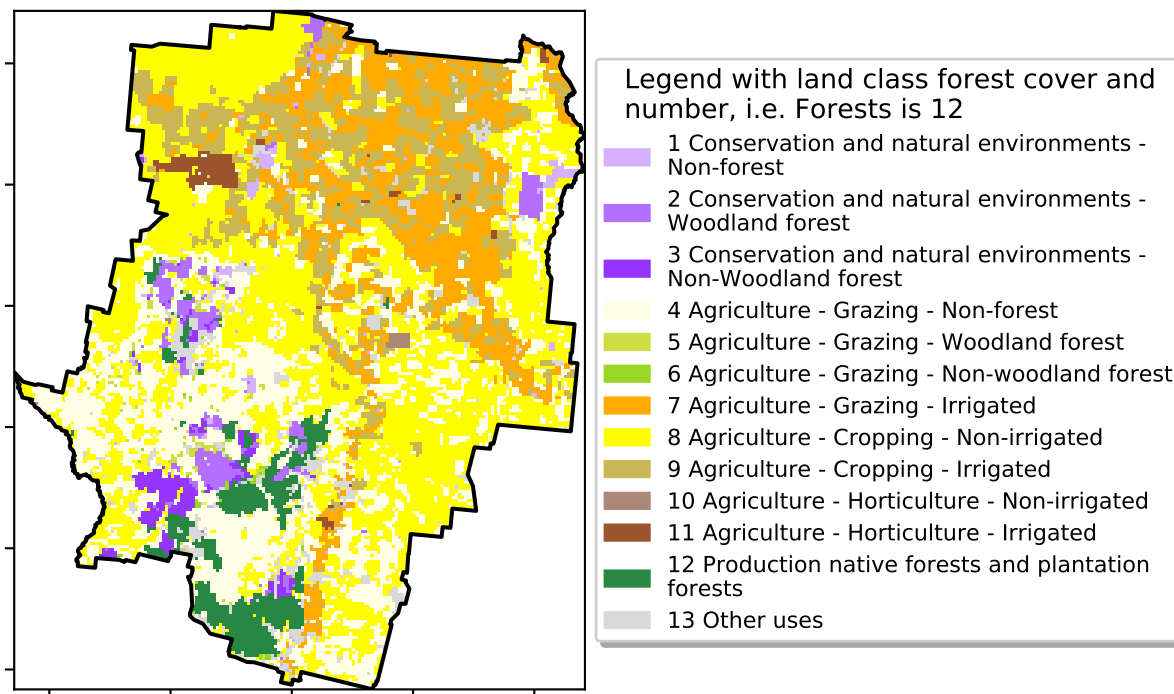 Legend with land class forest cover and
number, i.e. Forests is 12
1 Conservation and natural environments -
Non-forest
2 Conservation and natural environments -
Woodland forest
3 Conservation and natural environments -
Non-Woodland forest
4 Agriculture - Grazing - Non-forest
5 Agriculture - Grazing - Woodland forest
6 Agriculture - Grazing - Non-woodland forest
7 Agriculture - Grazing - Irrigated
8 Agriculture - Cropping - Non-irrigated
9 Agriculture - Cropping - Irrigated
10 Agriculture - Horticulture - Non-irrigated
11 Agriculture - Horticulture - Irrigated
12 Production native forests and plantation
forests
13 Other uses